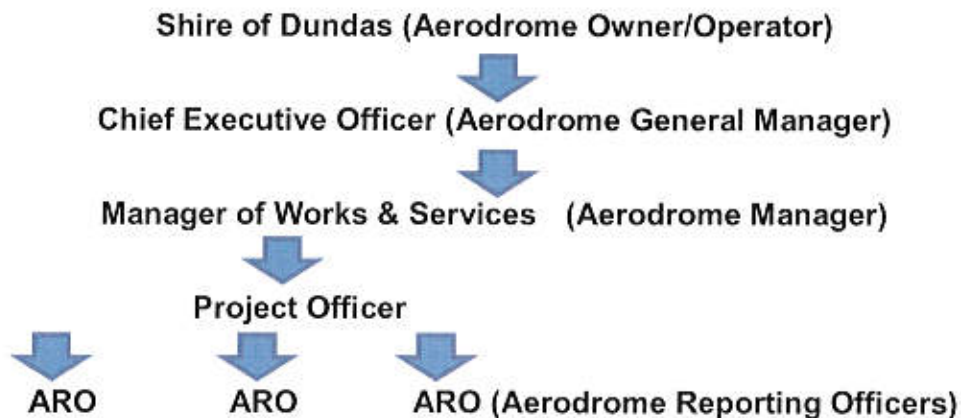 Shire of Dundas (Aerodrome Owner/Operator)
Chief Executive Officer (Aerodrome General Manager)
Manager of Works & Services (Aerodrome Manager)
Project Officer
ARO ARO ARO (Aerodrome Reporting Officers)